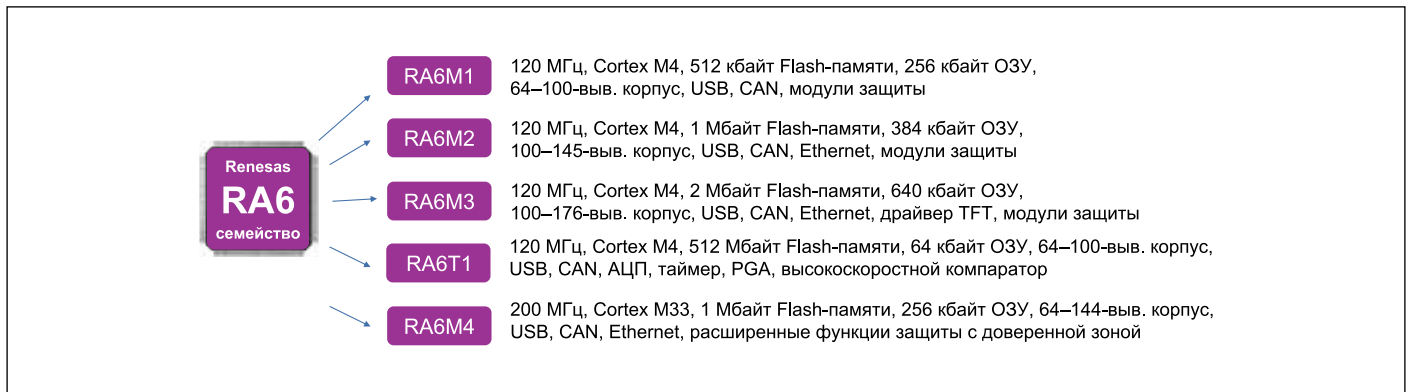 RA6M1
120 МГц, Cortex M4, 512 кбайт Flash-памяти, 256 кбайт ОЗУ,
64–100-выв. корпус, USB, CAN, модули защиты
RA6M2
120 МГц, Cortex M4, 1 Мбайт Flash-памяти, 384 кбайт ОЗУ,
100–145-выв. корпус, USB, CAN, Ethernet, модули защиты
Renesas
RA6
семейство
RA6M3
120 МГц, Cortex M4, 2 Мбайт Flash-памяти, 640 кбайт ОЗУ,
100–176-выв. корпус, USB, CAN, Ethernet, драйвер TFT, модули защиты
RA6T1
120 МГц, Cortex M4, 512 Мбайт Flash-памяти, 64 кбайт ОЗУ, 64–100-выв. корпус,
USB, CAN, АЦП, таймер, PGA, высокоскоростной компаратор
RA6M4
200 МГц, Cortex M33, 1 Мбайт Flash-памяти, 256 кбайт ОЗУ, 64–144-выв. корпус,
USB, CAN, Ethernet, расширенные функции защиты с доверенной зоной